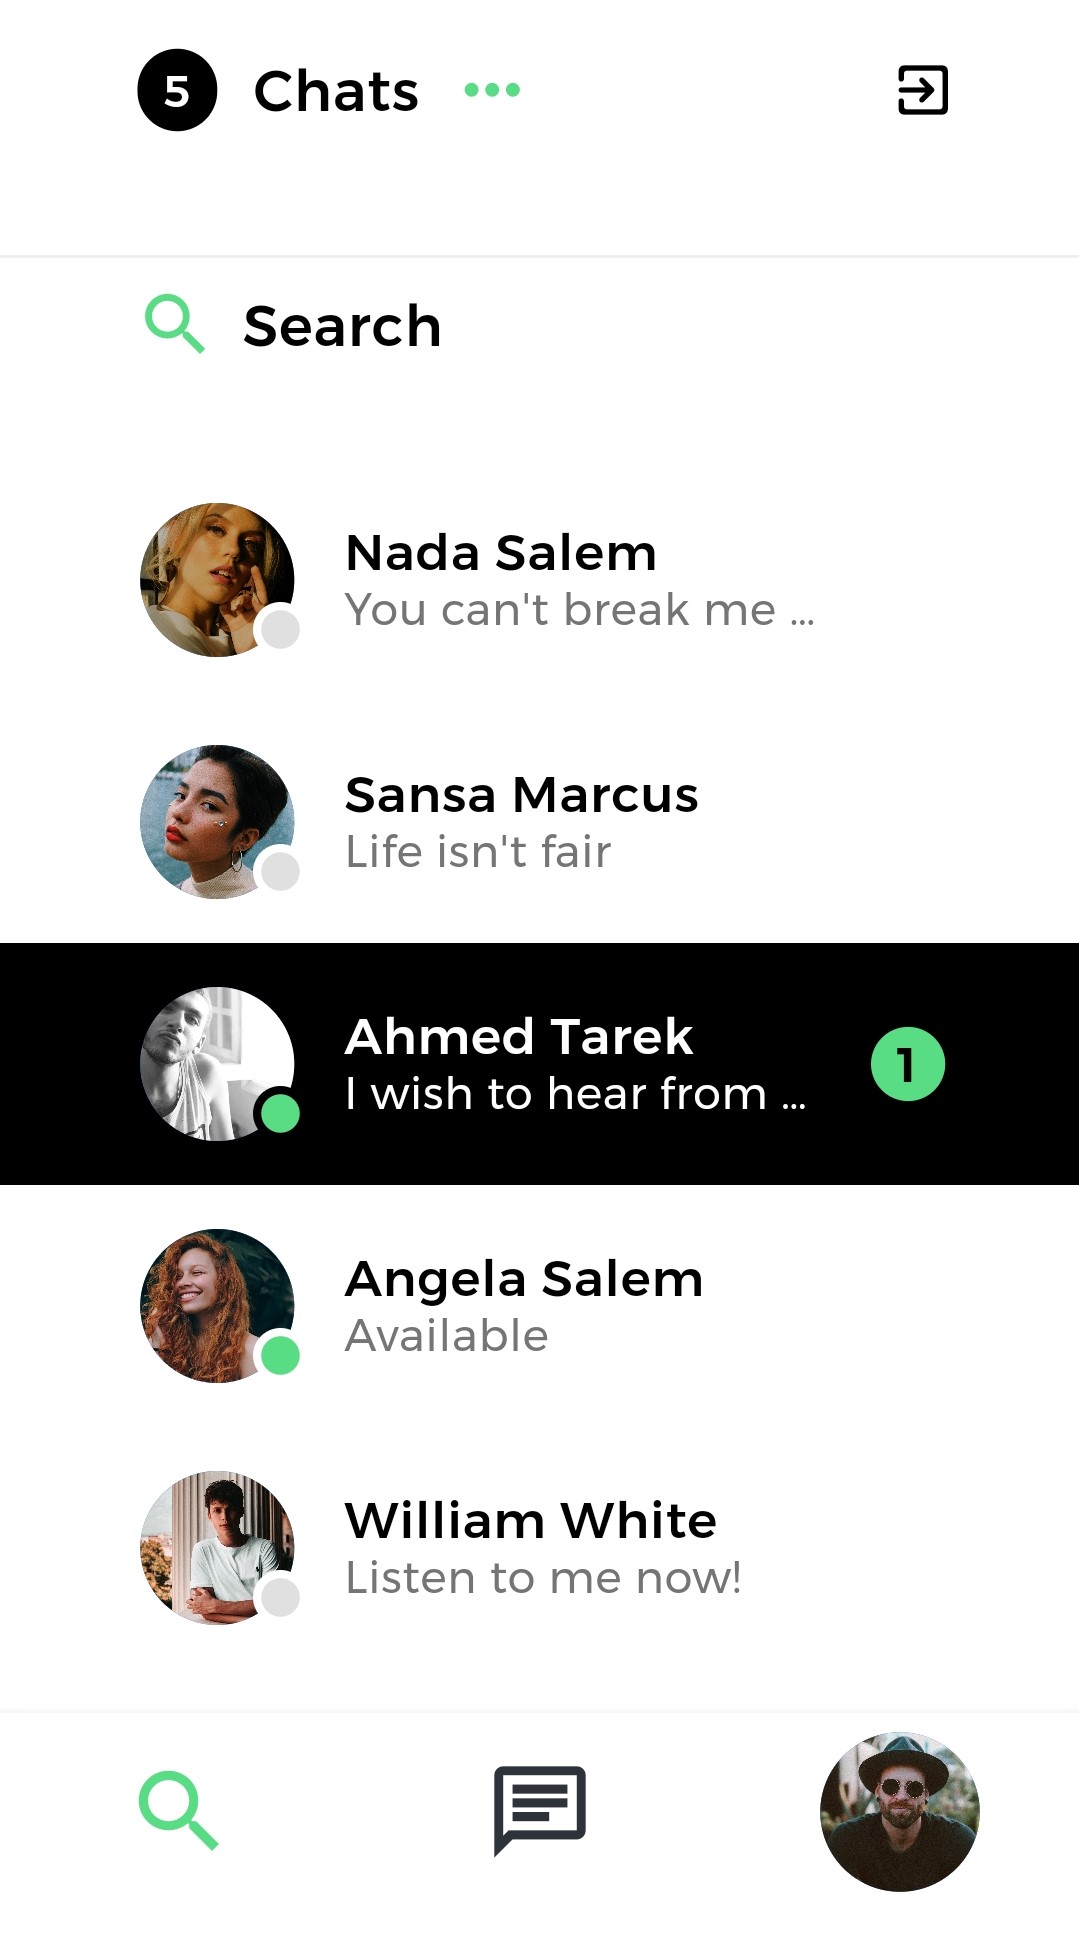 5 Chats
Search
Nada Salem
You can't break me ...
Sansa Marcus
Life isn't fair
Ahmed Tarek
I wish to hear from ...
1
Angela Salem
Available
William White
Listen to me now!